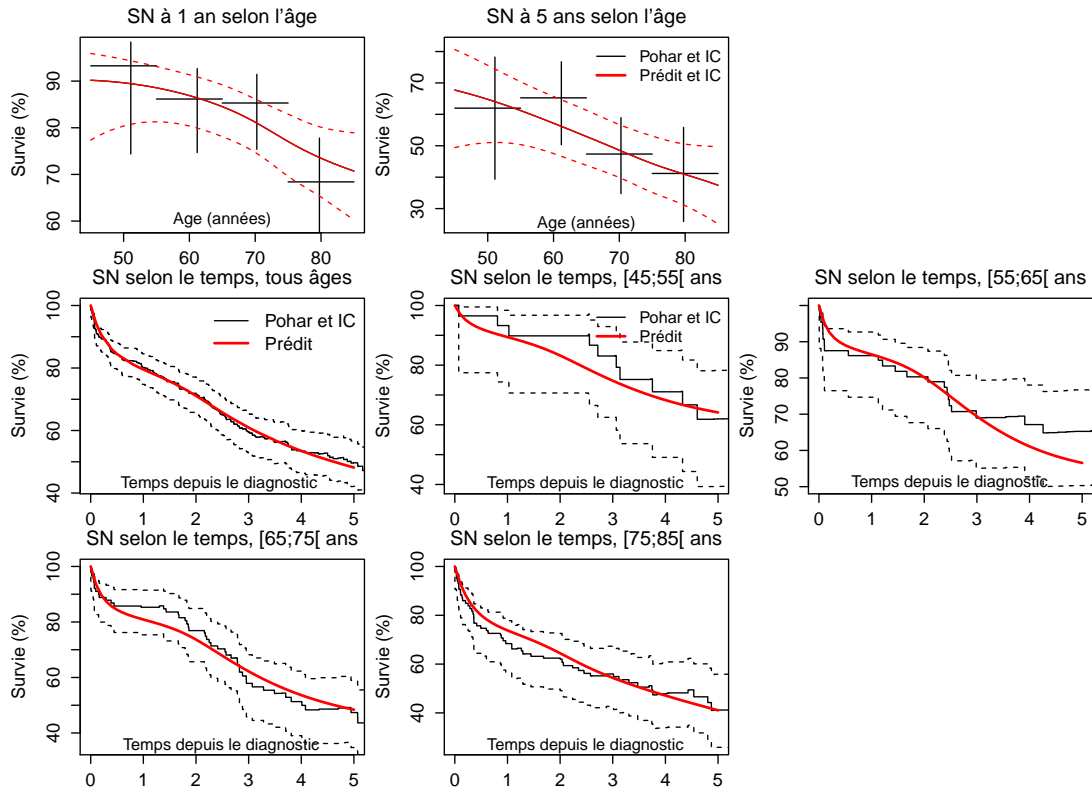 SN à 1 an selon l'âge
Survie (%)
60 70 80 90
Age (années)
50 60 70 80
SN à 5 ans selon l'âge
Survie (%)
30 50 70
Pohar et IC
Prédit et IC
Age (années)
50 60 70 80
SN selon le temps, tous âges
Survie (%)
40 60 80 100
Pohar et IC
Prédit
Temps depuis le diagnostic
0 1 2 3 4 5
SN selon le temps, [45;55[ ans
Survie (%)
40 60 80 100
Pohar et IC
Prédit
Temps depuis le diagnostic
0 1 2 3 4 5
SN selon le temps, [55;65[ ans
Survie (%)
50 60 70 80 90
Temps depuis le diagnostic
0 1 2 3 4 5
SN selon le temps, [65;75[ ans
Survie (%)
40 60 80 100
Temps depuis le diagnostic
0 1 2 3 4 5
SN selon le temps, [75;85[ ans
Survie (%)
40 60 80 100
Temps depuis le diagnostic
0 1 2 3 4 5